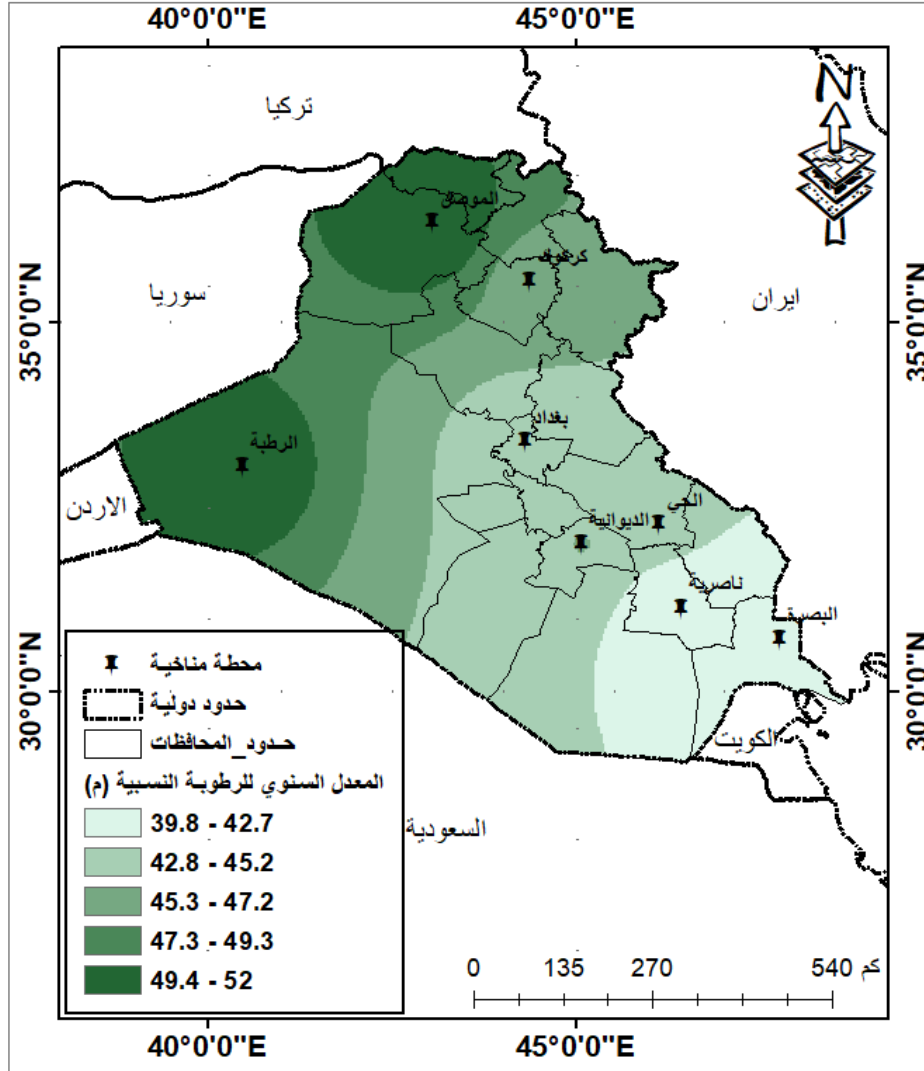 40°0'0"E 45°0'0"E
N
تركيا
الموصل
كركوك
سوريا
ايران
35°0'0"N 35°0'0"N
بغداد
الرطبة
الاردن
الحي
الديوانية
ناصرية
البصرة
30°0'0"N 30°0'0"N
الكويت
السعودية
محطة مناخية
حدود دولية
حدود_المحافظات
المعدل السنوي للرطوبة النسبية (م)
39.8 - 42.7
42.8 - 45.2
45.3 - 47.2
47.3 - 49.3
49.4 - 52
0 135 270 540 كم
40°0'0"E 45°0'0"E